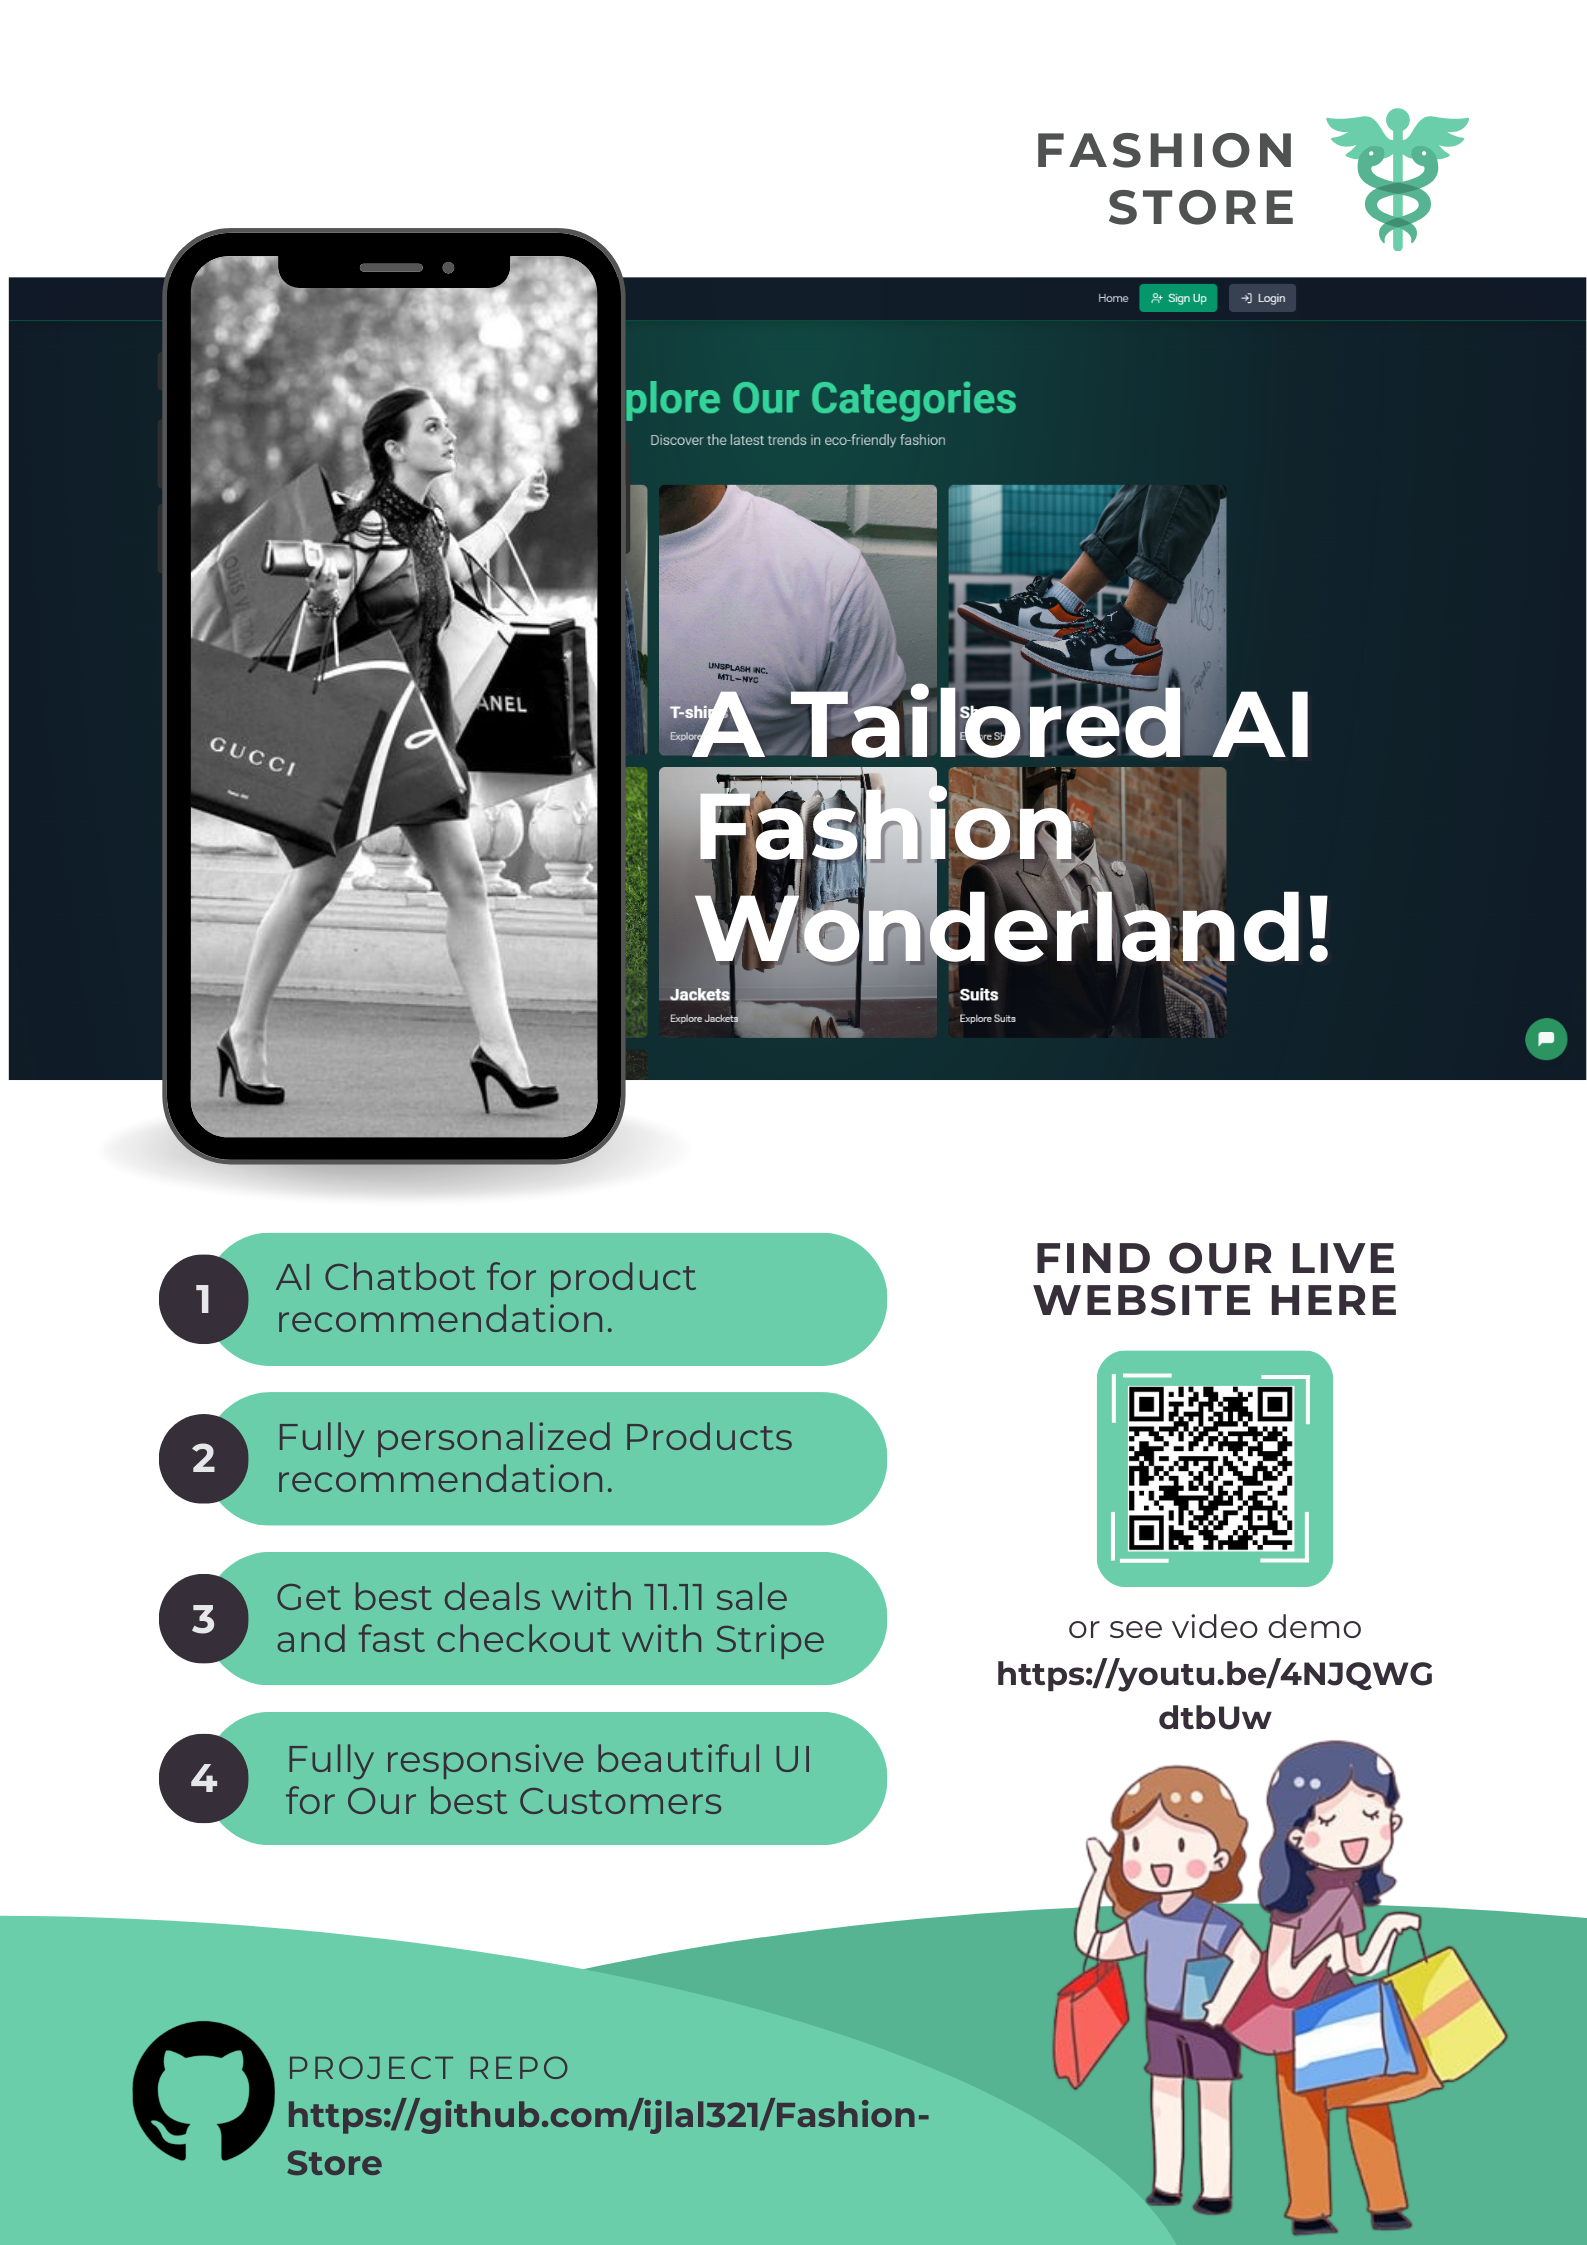 FASHION
STORE
Home
Sign Up
Login
plore Our Categories
Discover the latest trends in eco-friendly fashion
UNSPLASH INC.
MTL—NYC
T-shir
Explore
Sh
Explore Sh
A Tailored AI
Fashion
Wonderland!
Jackets
Explore Jackets
Suits
Explore Suits
GUCCI
ANEL
1
AI Chatbot for product
recommendation.
2
Fully personalized Products
recommendation.
3
Get best deals with 11.11 sale
and fast checkout with Stripe
4
Fully responsive beautiful UI
for Our best Customers
FIND OUR LIVE
WEBSITE HERE
or see video demo
https://youtu.be/4NJQWG
dtbUw
PROJECT REPO
https://github.com/ijlal321/Fashion-
Store